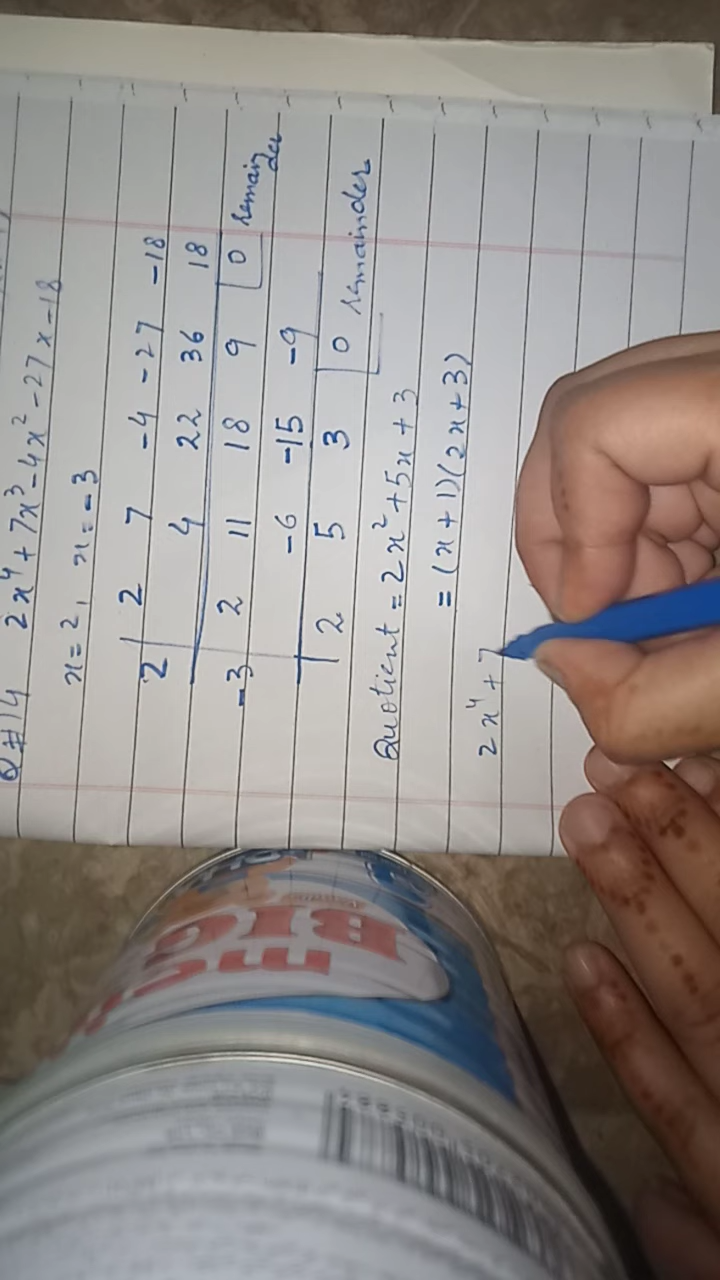 Q#14 2x⁴+7x³-4x²-27x-18
x=2, x=-3
2 2 7 -4 -27 -18
4 22 36 18
-3 2 11 18 9 0 remainder
-6 -15 -9
2 5 3 0 remainder
Quotient = 2x²+5x+3
= (x+1)(2x+3)
2x⁴+7
BIG